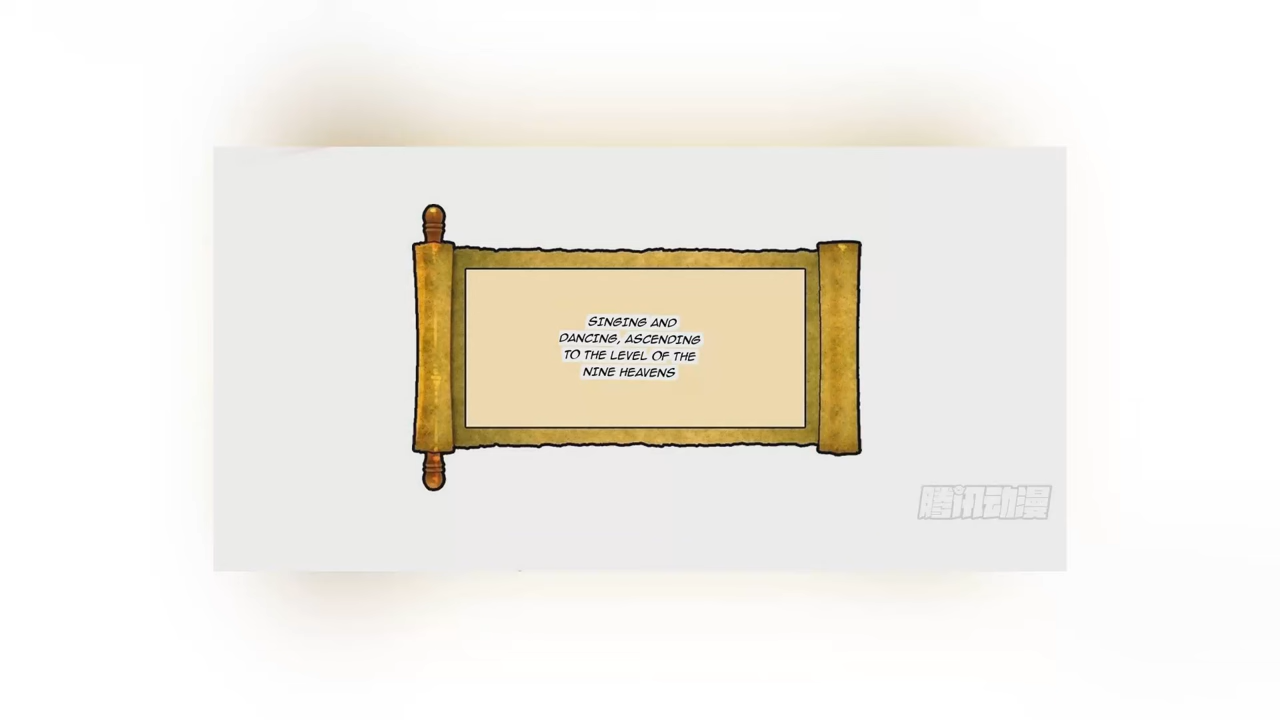 SINGING AND
DANCING, ASCENDING
TO THE LEVEL OF THE
NINE HEAVENS
腾讯动漫